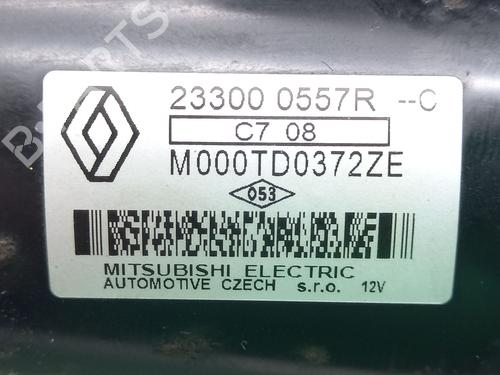 23300 0557R --C
C7 08
M000TD0372ZE
053
MITSUBISHI ELECTRIC
AUTOMOTIVE CZECH s.r.o. 12V